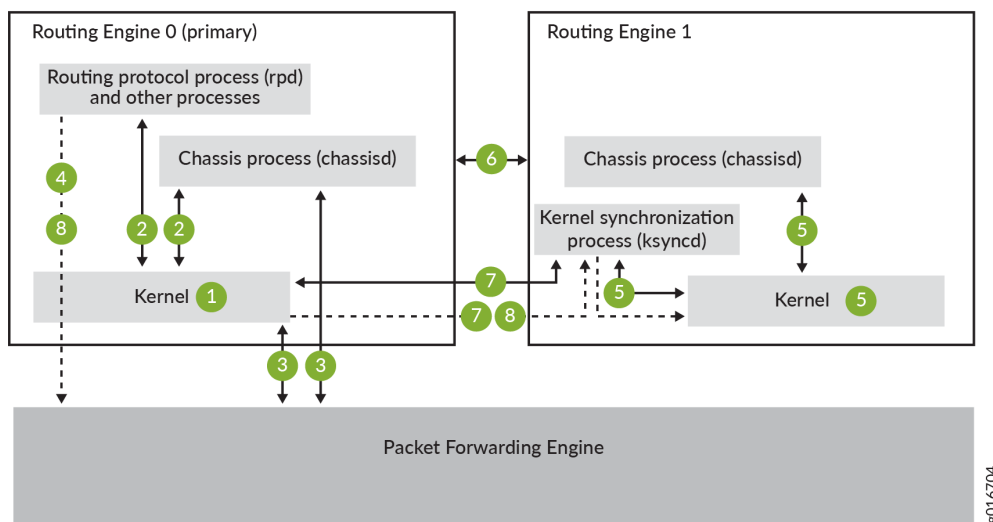 Routing Engine 0 (primary)
Routing protocol process (rpd)
and other processes
Chassis process (chassisd)
4
8
2
2
Kernel 1
3
3
6
7
7
8
Routing Engine 1
Chassis process (chassisd)
Kernel synchronization
process (ksyncd)
5
5
Kernel 5
Packet Forwarding Engine
g016704